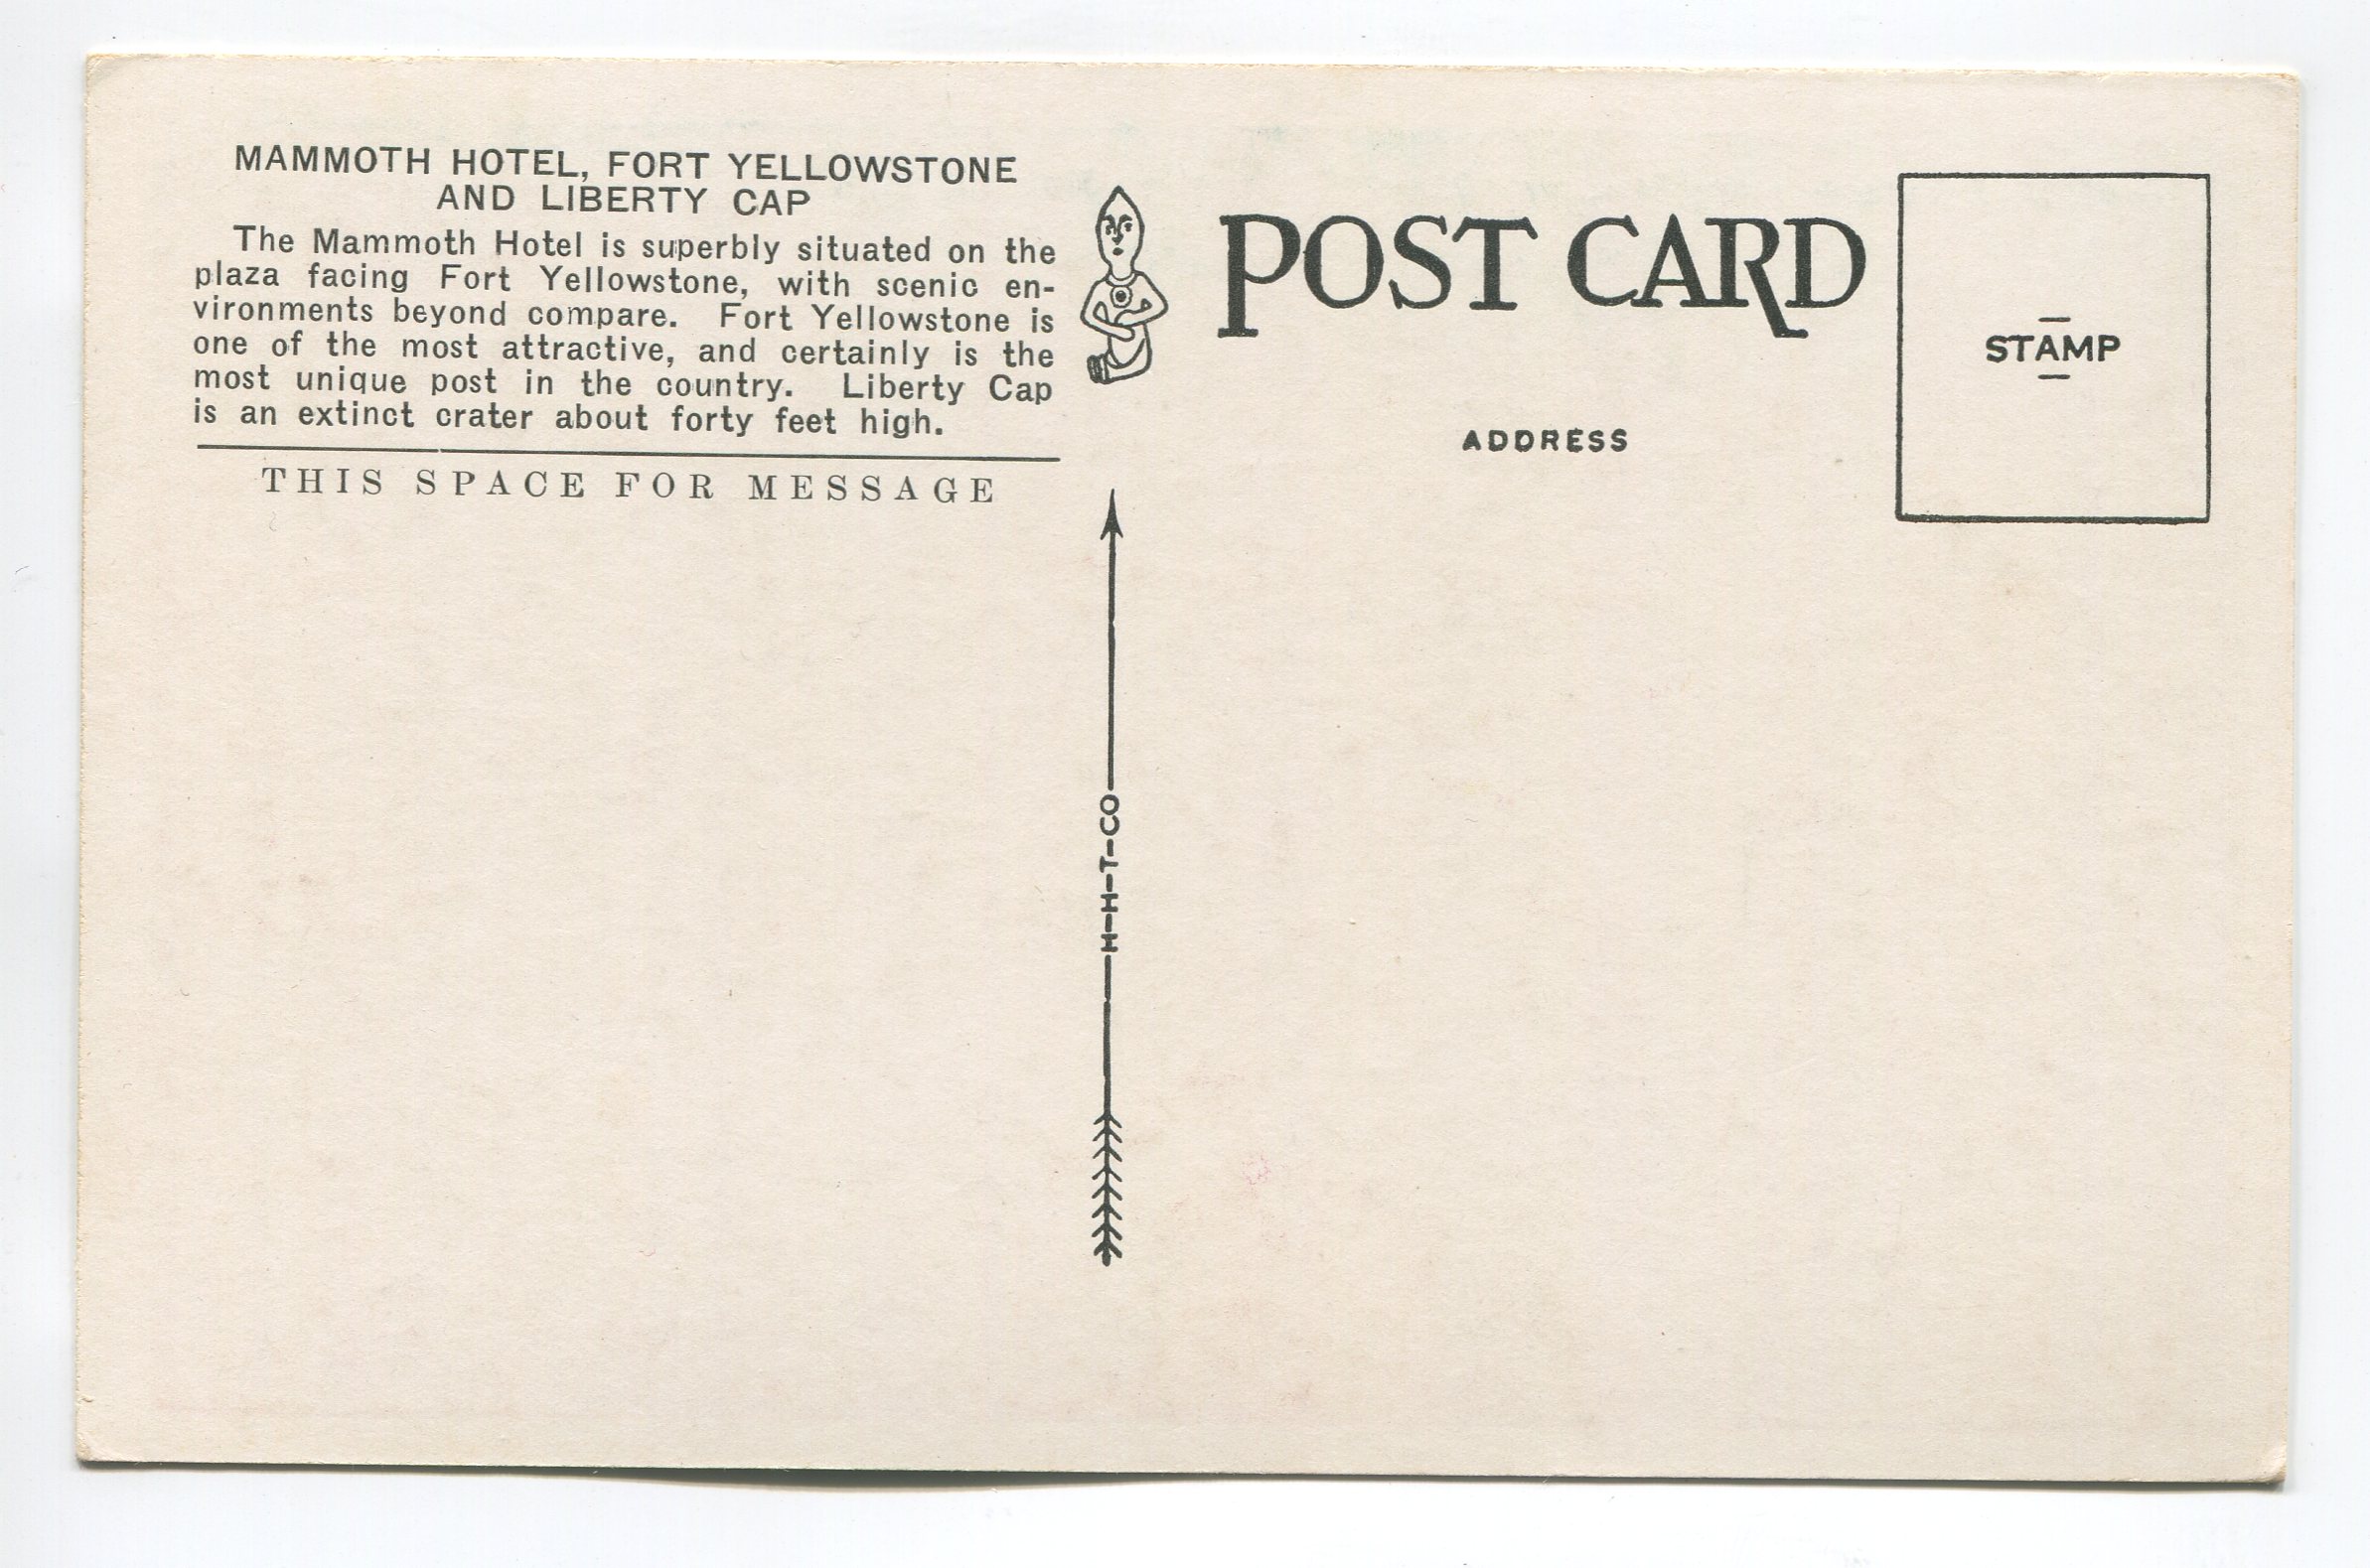 MAMMOTH HOTEL, FORT YELLOWSTONE
AND LIBERTY CAP
The Mammoth Hotel is superbly situated on the
plaza facing Fort Yellowstone, with scenic en-
vironments beyond compare. Fort Yellowstone is
one of the most attractive, and certainly is the
most unique post in the country. Liberty Cap
is an extinct crater about forty feet high.
THIS SPACE FOR MESSAGE
H-H-T-CO
POST CARD
ADDRESS
STAMP